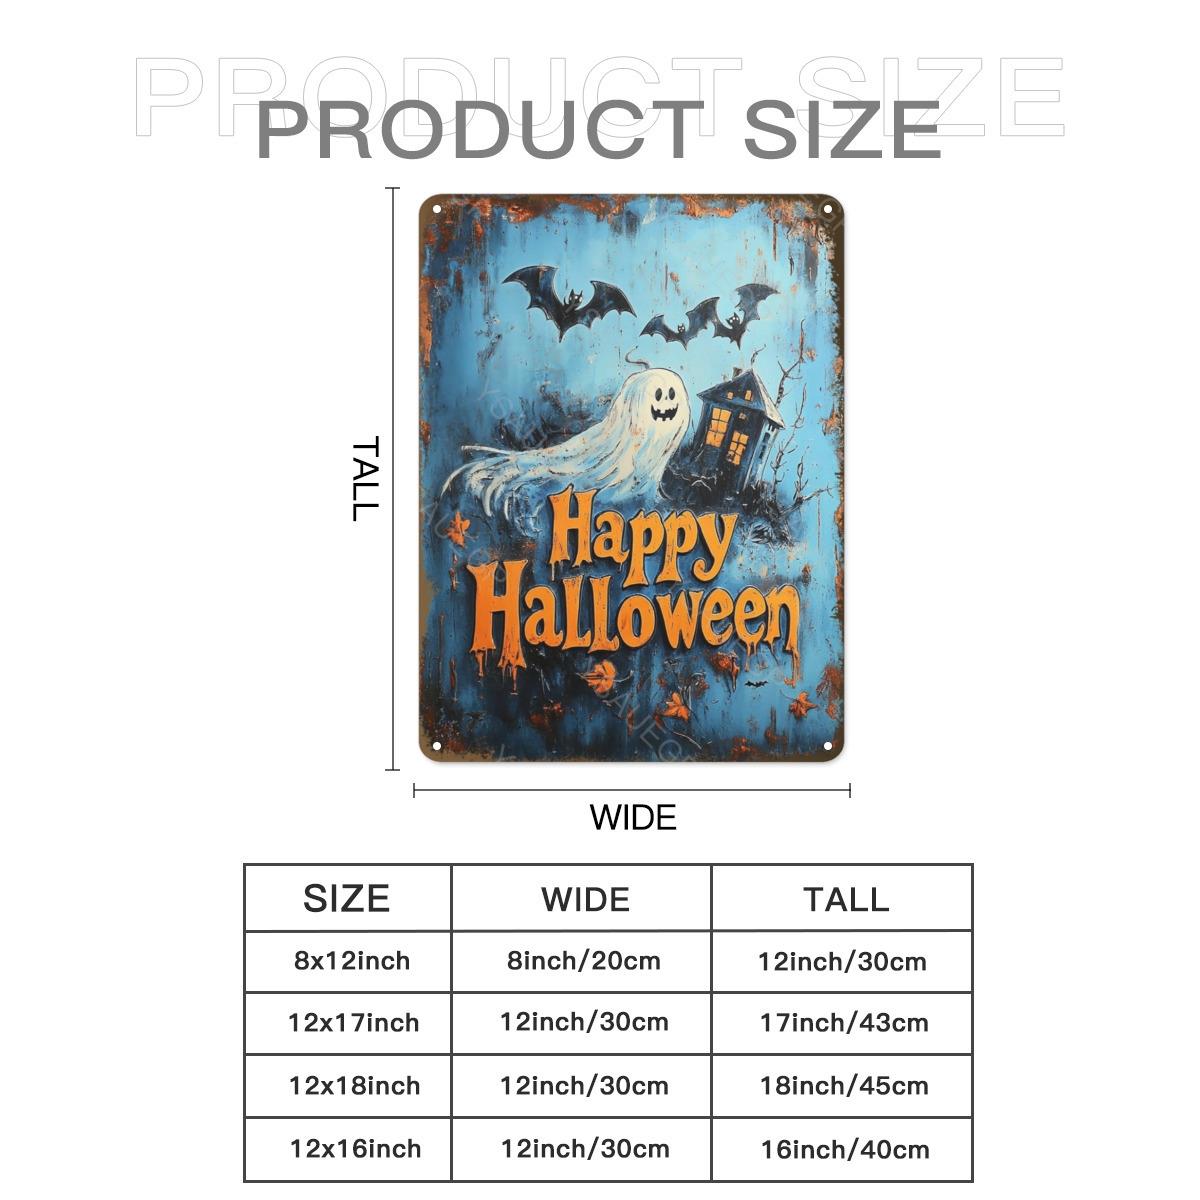 PRODUCT SIZE
PRODUCT SIZE
TALL
Happy
Halloween
WIDE
SIZE WIDE TALL
8x12inch 8inch/20cm 12inch/30cm
12x17inch 12inch/30cm 17inch/43cm
12x18inch 12inch/30cm 18inch/45cm
12x16inch 12inch/30cm 16inch/40cm